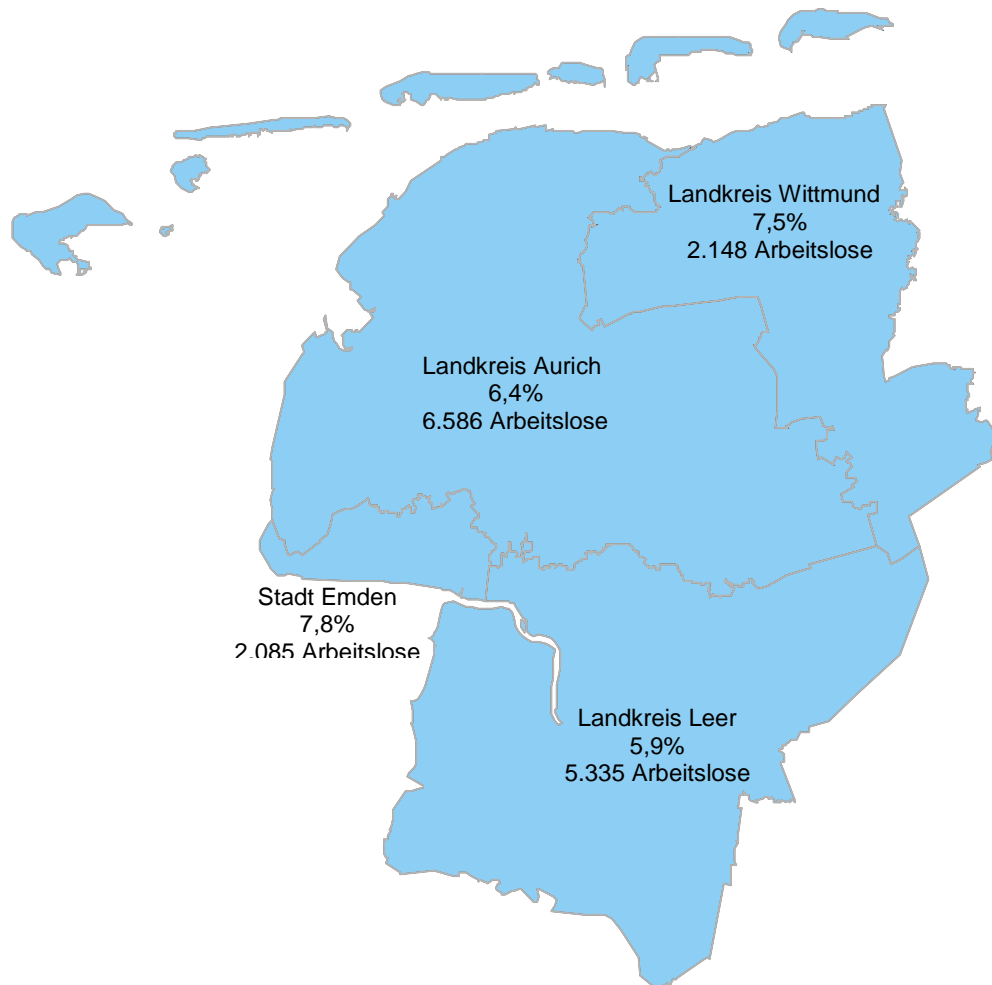 Landkreis Wittmund
7,5%
2.148 Arbeitslose
Landkreis Aurich
6,4%
6.586 Arbeitslose
Stadt Emden
7,8%
2.085 Arbeitslose
Landkreis Leer
5,9%
5.335 Arbeitslose